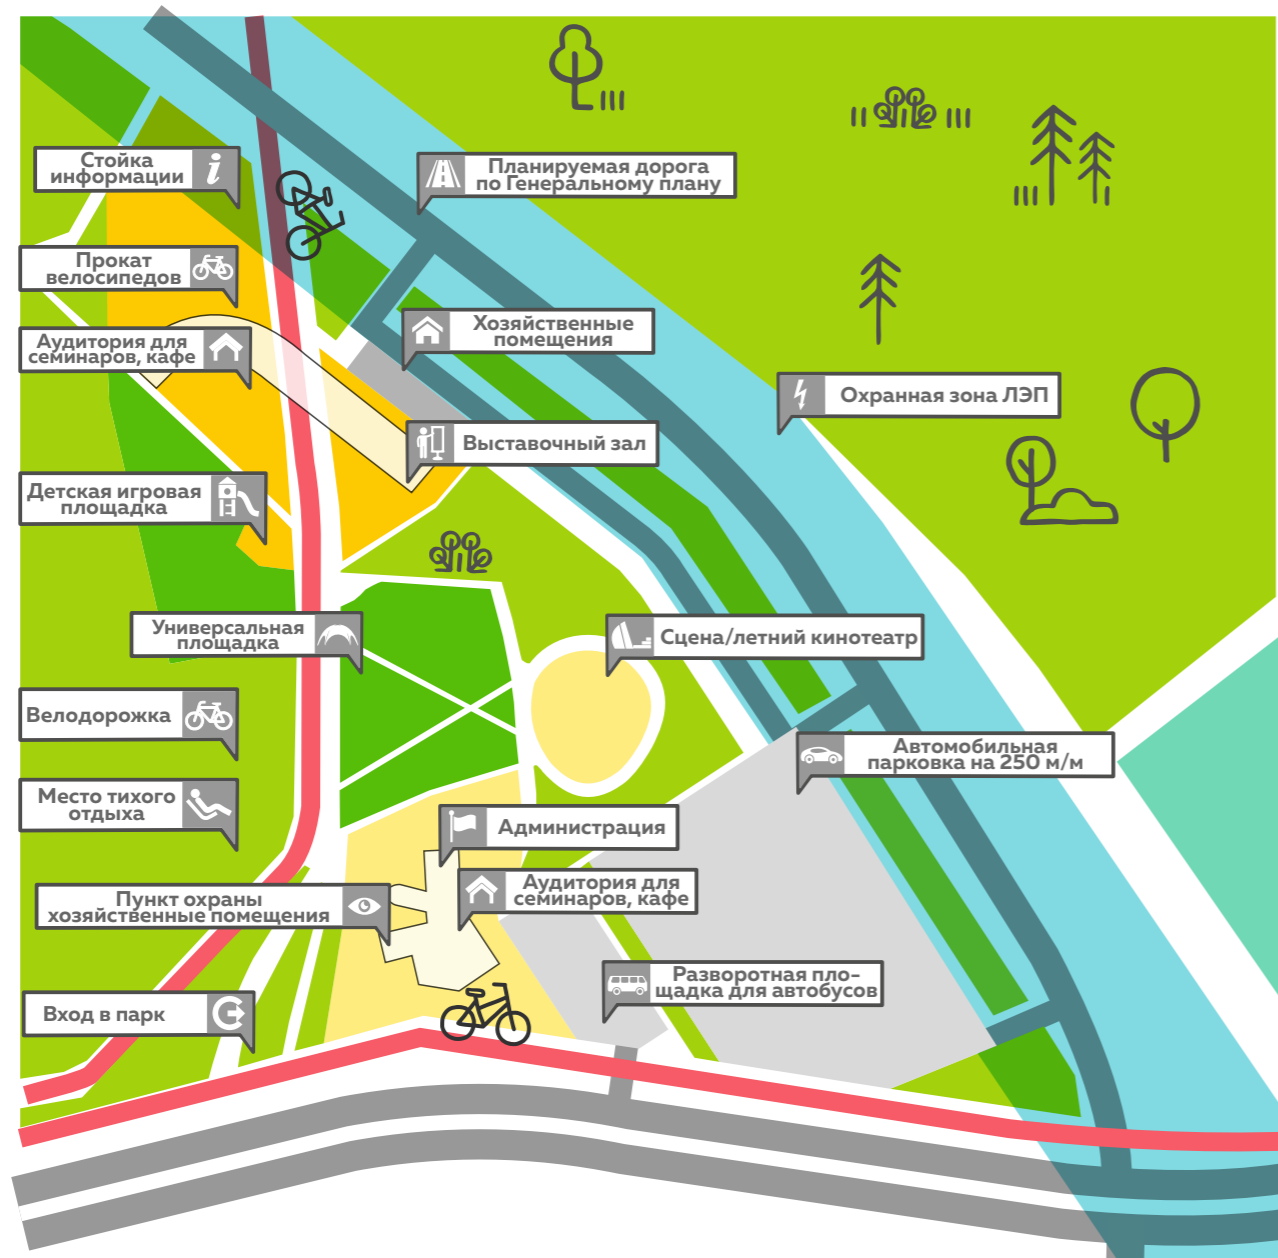 Стойка
информации
Планируемая дорога
по Генеральному плану
Прокат
велосипедов
Хозяйственные
помещения
Аудитория для
семинаров, кафе
Охранная зона ЛЭП
Выставочный зал
Детская игровая
площадка
Универсальная
площадка
Сцена/летний кинотеатр
Велодорожка
Автомобильная
парковка на 250 м/м
Место тихого
отдыха
Администрация
Аудитория для
семинаров, кафе
Пункт охраны
хозяйственные помещения
Разворотная пло-
щадка для автобусов
Вход в парк